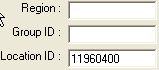 Region :
Group ID :
Location ID : 11960400